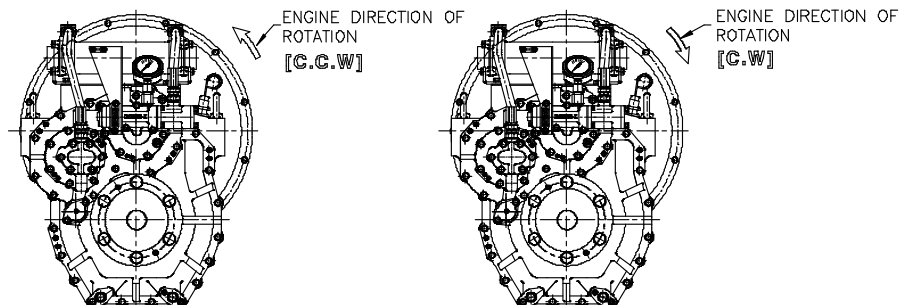 ENGINE DIRECTION OF
ROTATION
[C.C.W]
ENGINE DIRECTION OF
ROTATION
[C.W]